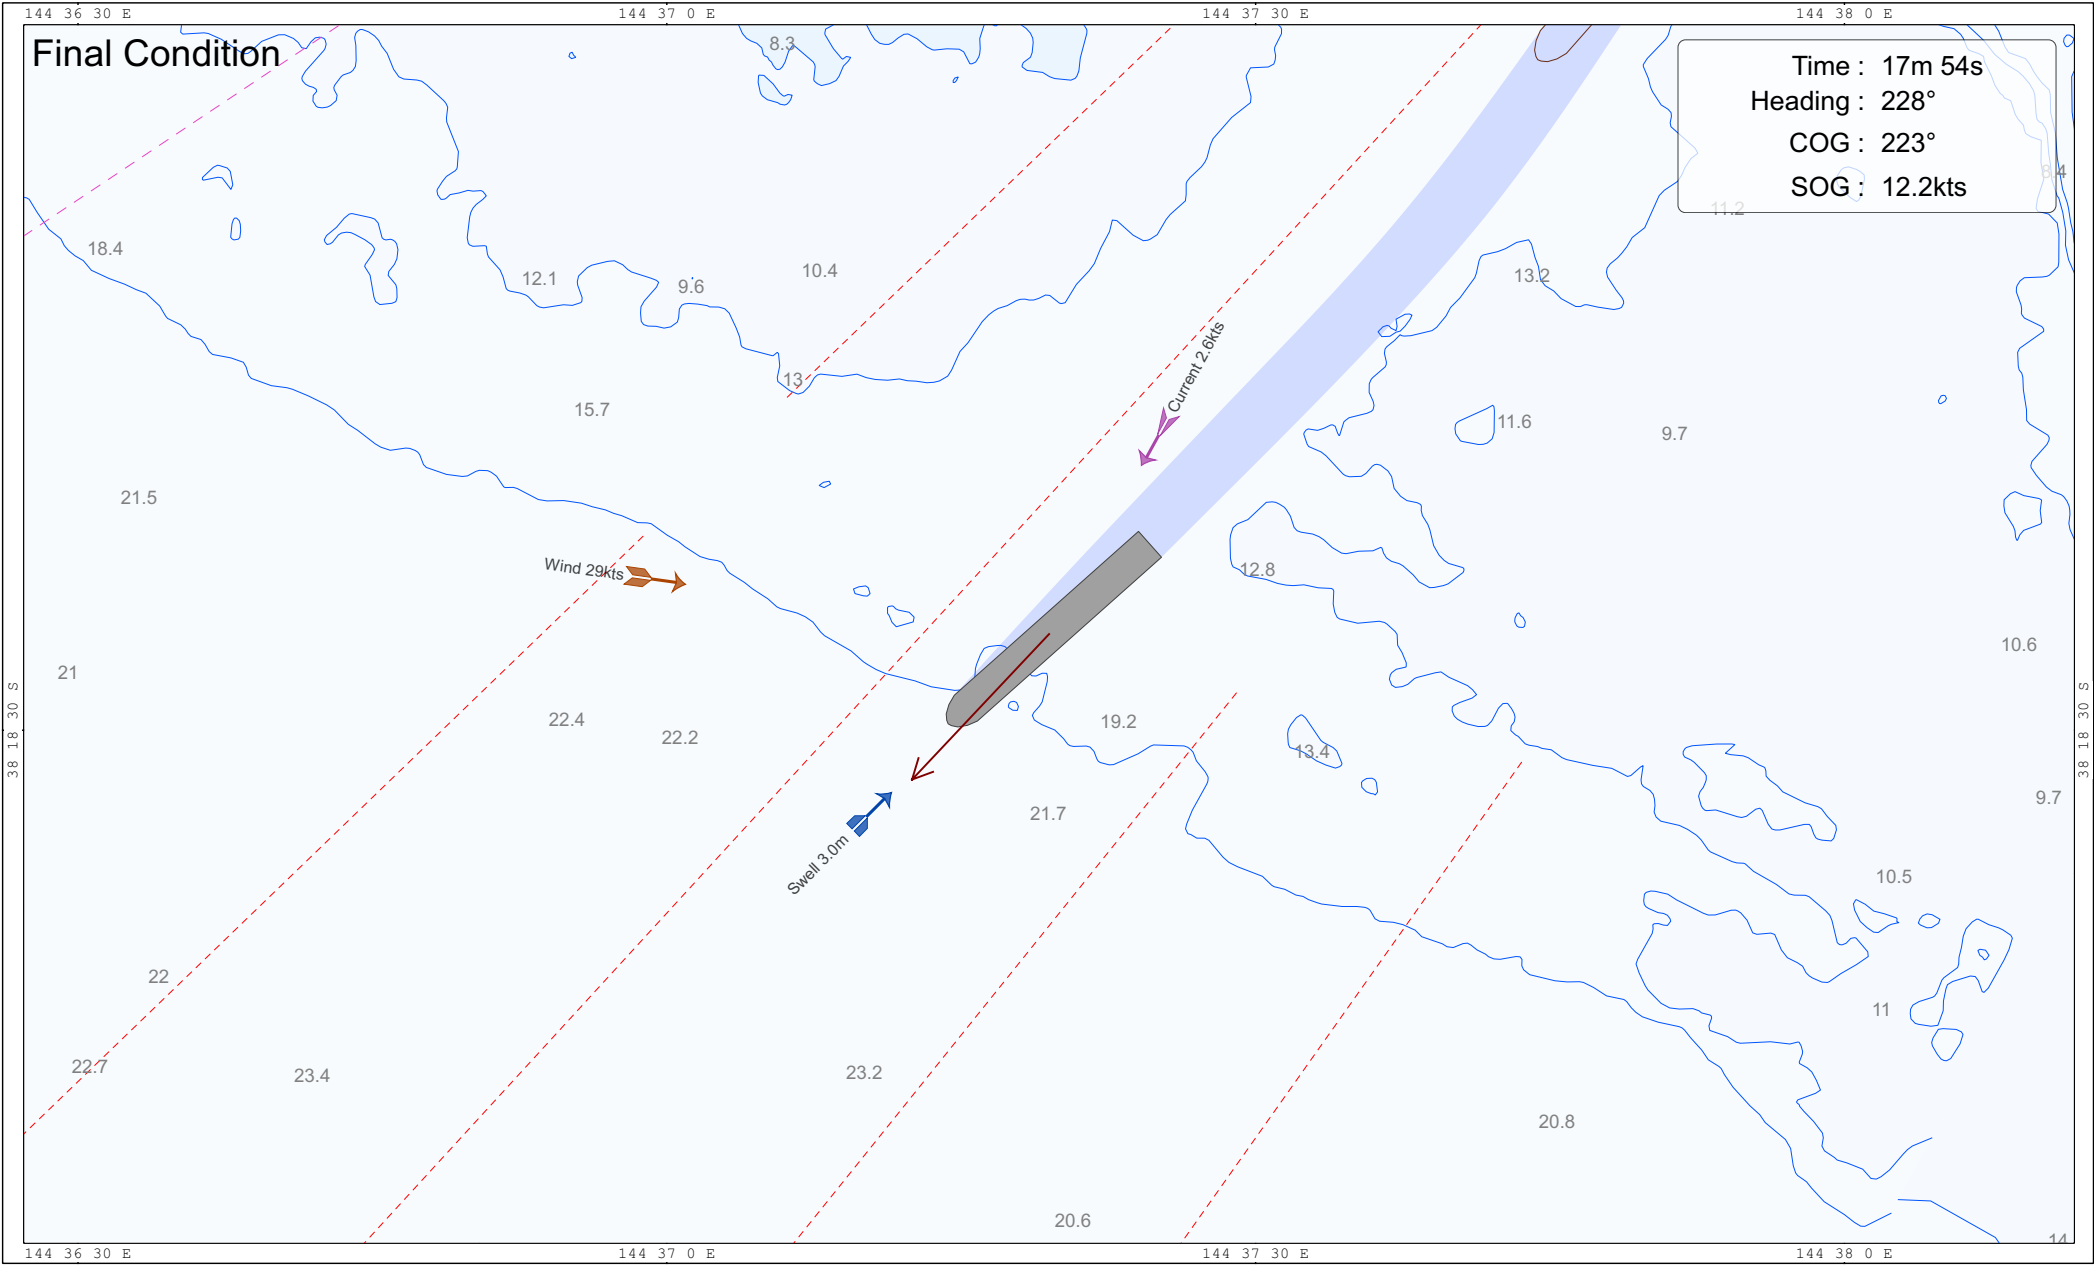 144 36 30 E
144 37 0 E
144 37 30 E
144 38 0 E
Final Condition
8.3
Time : 17m 54s
Heading : 228°
COG : 223°
SOG : 12.2kts
8.4
11.2
18.4
12.1
9.6
10.4
13.2
Current 2.6kts
13
15.7
11.6
9.7
21.5
Wind 29kts
12.8
21
10.6
38 18 30 S
38 18 30 S
22.4
22.2
19.2
13.4
21.7
9.7
Swell 3.0m
10.5
22
11
22.7
23.4
23.2
20.8
20.6
14
144 36 30 E
144 37 0 E
144 37 30 E
144 38 0 E